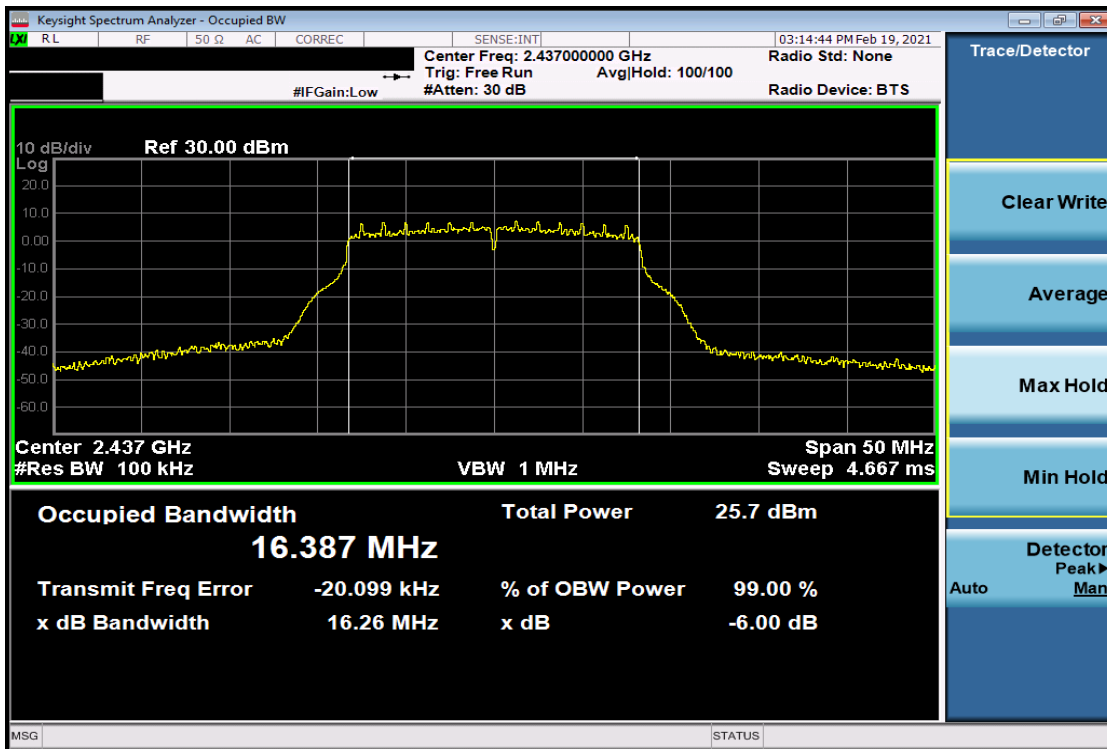 Keysight Spectrum Analyzer - Occupied BW
LXI RL RF 50 Ω AC CORREC SENSE:INT 03:14:44 PM Feb 19, 2021
Center Freq: 2.437000000 GHz Radio Std: None
Trig: Free Run Avg|Hold: 100/100
#IFGain:Low #Atten: 30 dB Radio Device: BTS
10 dB/div Ref 30.00 dBm
Log
20.0
10.0
0.00
-10.0
-20.0
-30.0
-40.0
-50.0
-60.0
Center 2.437 GHz Span 50 MHz
#Res BW 100 kHz VBW 1 MHz Sweep 4.667 ms
Occupied Bandwidth Total Power 25.7 dBm
16.387 MHz
Transmit Freq Error -20.099 kHz % of OBW Power 99.00 %
x dB Bandwidth 16.26 MHz x dB -6.00 dB
MSG STATUS
Trace/Detector
Clear Write
Average
Max Hold
Min Hold
Detector
Peak▶
Auto Man